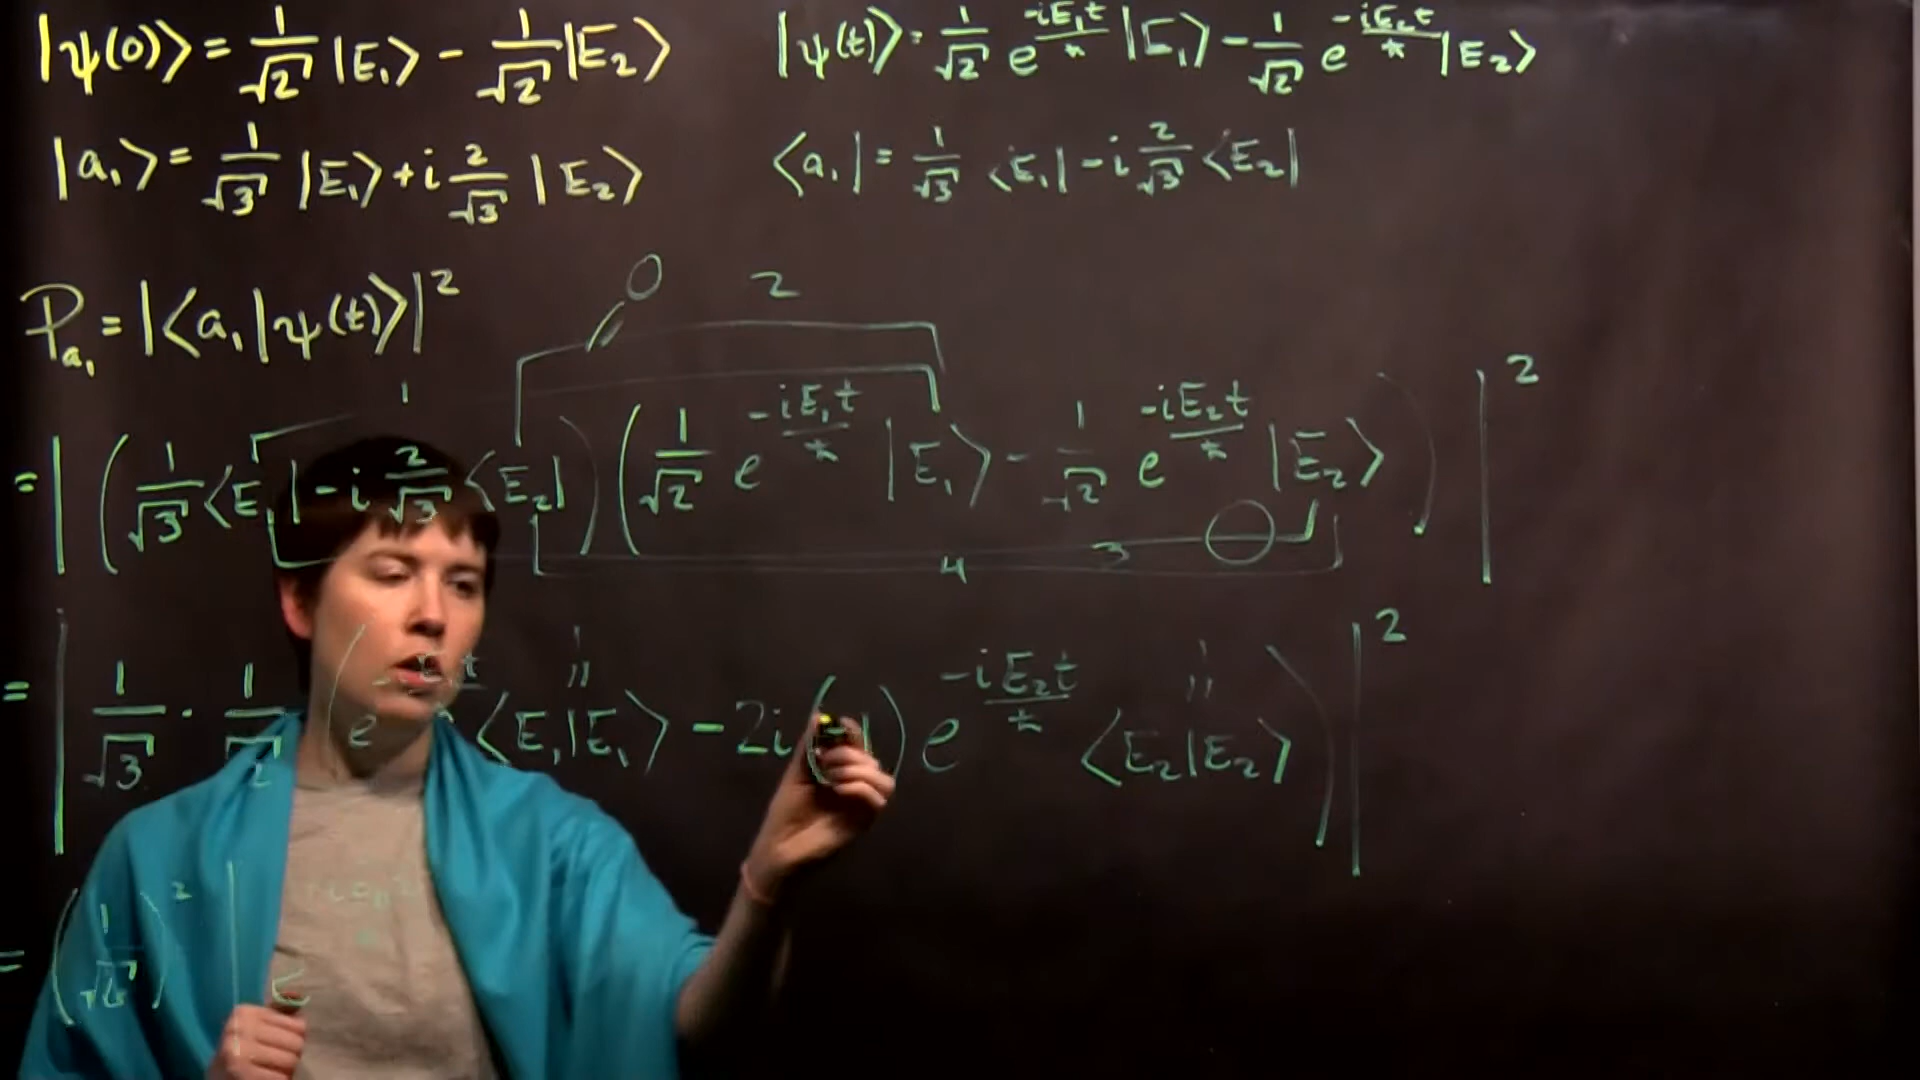 |ψ(0)⟩ = 1/√2 |E₁⟩ - 1/√2 |E₂⟩
|ψ(t)⟩ = 1/√2 e^(-iE₁t/ħ) |E₁⟩ - 1/√2 e^(-iE₂t/ħ) |E₂⟩
|a₁⟩ = 1/√3 |E₁⟩ + i 2/√3 |E₂⟩
⟨a₁| = 1/√3 ⟨E₁| - i 2/√3 ⟨E₂|
P_a₁ = |⟨a₁|ψ(t)⟩|²
0 2
1
= | (1/√3 ⟨E₁| - i 2/√3 ⟨E₂|) (1/√2 e^(-iE₁t/ħ) |E₁⟩ - 1/√2 e^(-iE₂t/ħ) |E₂⟩) |²
4 3
= | 1/√3 · 1/√2 (e ⟨E₁|E₁⟩ - 2i(-1) e^(-iE₂t/ħ) ⟨E₂|E₂⟩) |²
= (1/√6)² | e